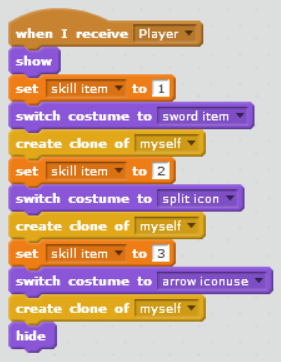 when I receive Player
show
set skill item to 1
switch costume to sword item
create clone of myself
set skill item to 2
switch costume to split icon
create clone of myself
set skill item to 3
switch costume to arrow iconuse
create clone of myself
hide